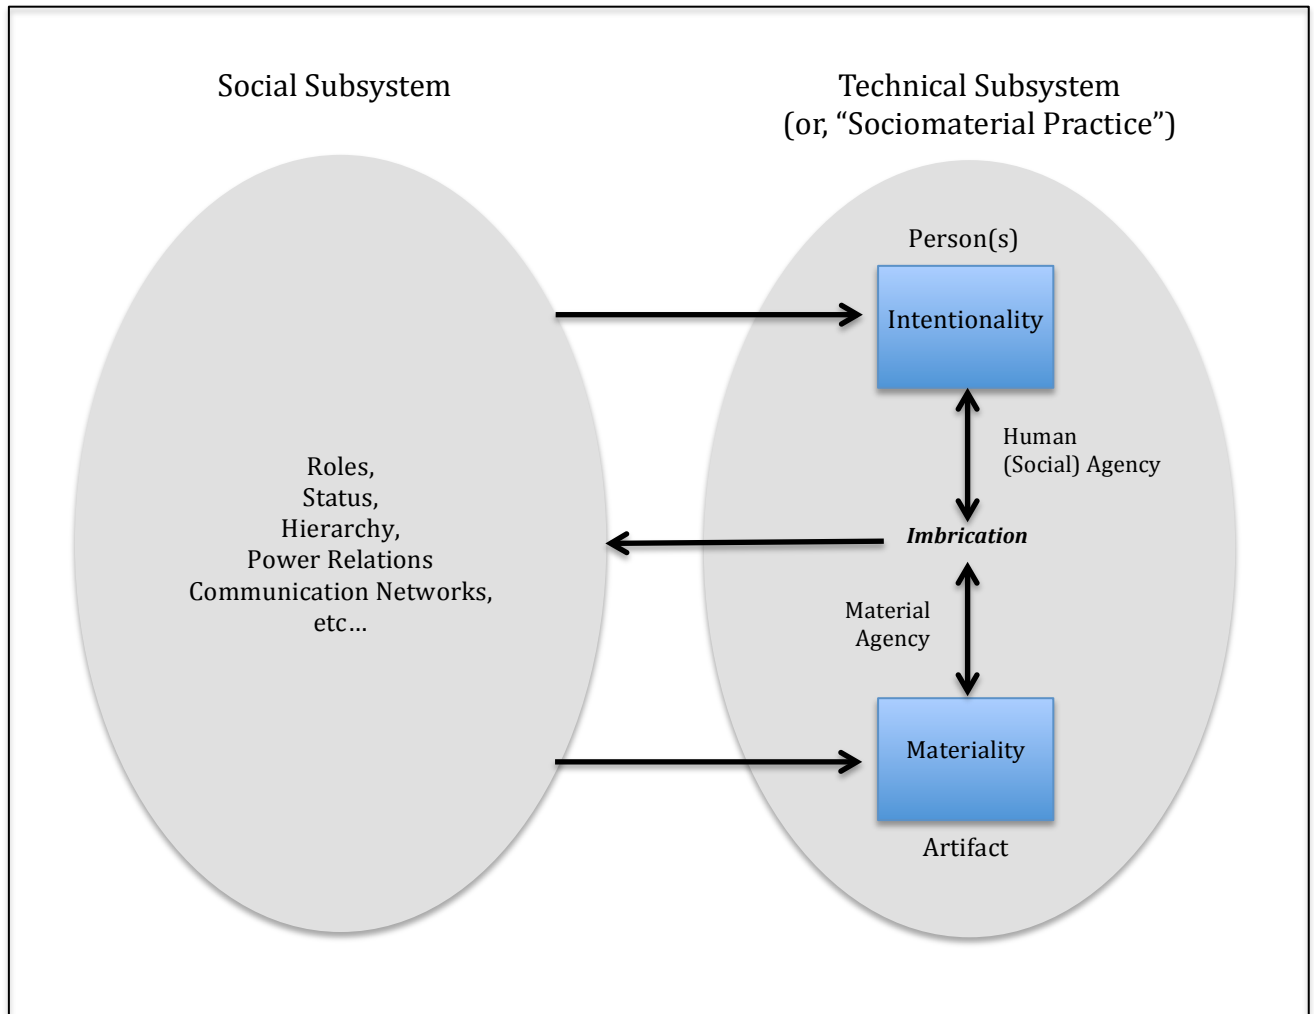 Social Subsystem
Technical Subsystem
(or, “Sociomaterial Practice”)
Roles,
Status,
Hierarchy,
Power Relations
Communication Networks,
etc…
Person(s)
Intentionality
Human
(Social) Agency
Imbrication
Material
Agency
Materiality
Artifact